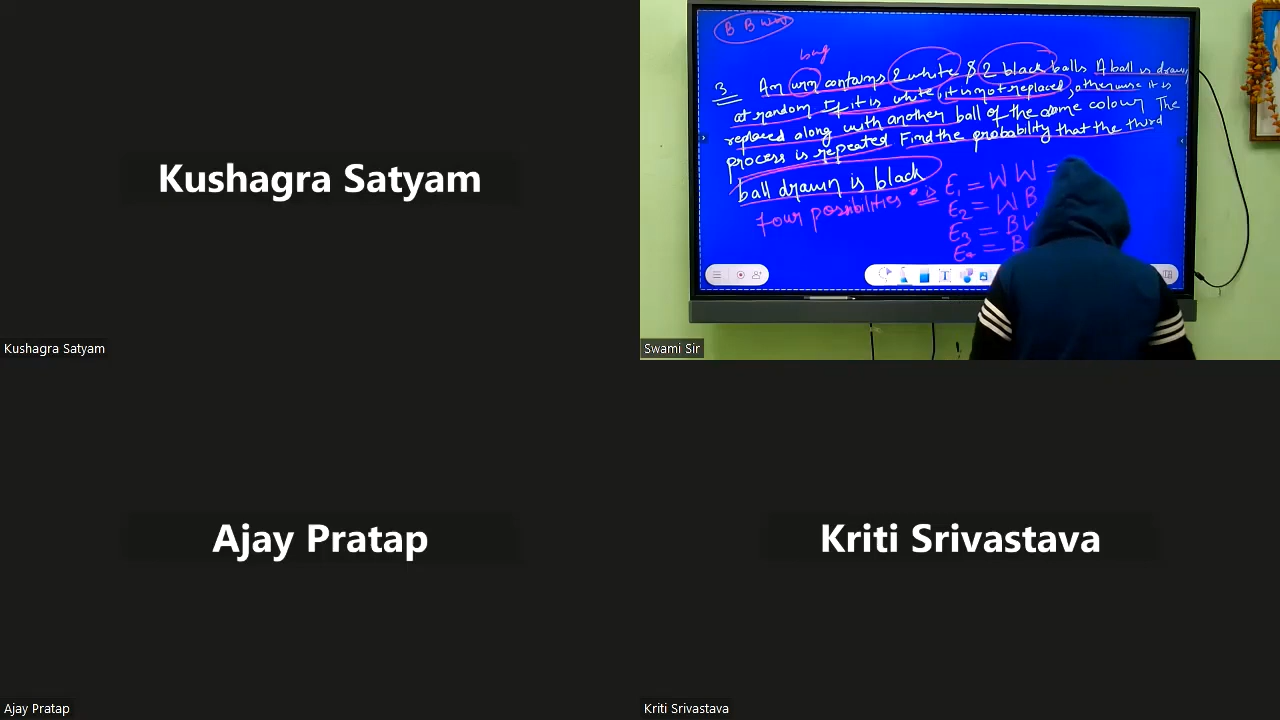 Kushagra Satyam
Kushagra Satyam
B B
bag
3 An urn contains 2 white & 2 black balls A ball is drawn
at random If it is white, it is not replaced, otherwise it is
replaced along with another ball of the same colour The
process is repeated Find the probability that the third
ball drawn is black
four possibilities is
E1 = W W =
E2 = W B
E3 = B W
E4 = B
Swami Sir
Ajay Pratap
Ajay Pratap
Kriti Srivastava
Kriti Srivastava